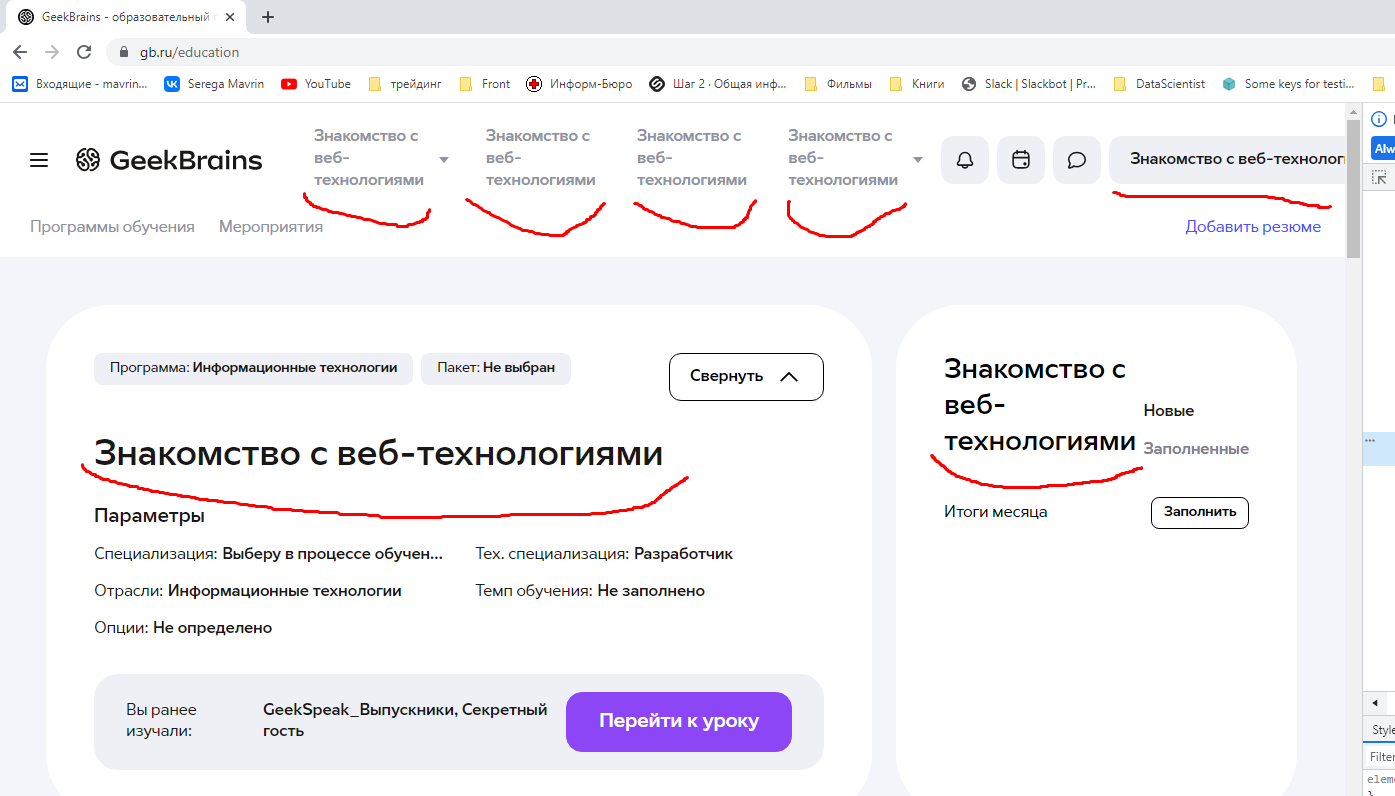 GeekBrains - образовательный
gb.ru/education
Входящие - mavrin...
Serega Mavrin
YouTube
трейдинг
Front
Информ-Бюро
Шаг 2 · Общая инф...
Фильмы
Книги
Slack | Slackbot | Pr...
DataScientist
Some keys for testi...
GeekBrains
Знакомство с
веб-
технологиями
Знакомство с
веб-
технологиями
Знакомство с
веб-
технологиями
Знакомство с
веб-
технологиями
Знакомство с веб-технолог
Программы обучения
Мероприятия
Добавить резюме
Программа: Информационные технологии
Пакет: Не выбран
Свернуть
Знакомство с веб-технологиями
Параметры
Специализация: Выберу в процессе обучен...
Тех. специализация: Разработчик
Отрасли: Информационные технологии
Темп обучения: Не заполнено
Опции: Не определено
Вы ранее
изучали:
GeekSpeak_Выпускники, Секретный
гость
Перейти к уроку
Знакомство с
веб-
технологиями
Новые
Заполненные
Итоги месяца
Заполнить
Alw
Style
Filter
elem
}